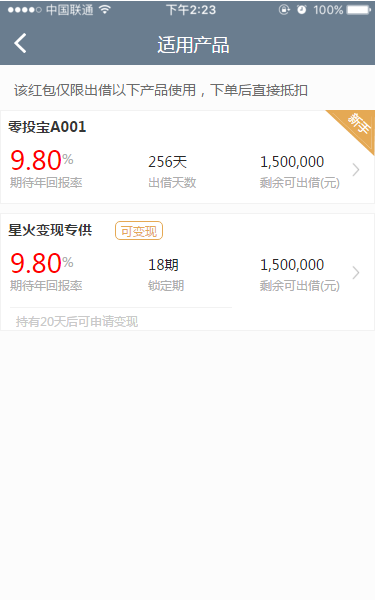 中国联通 下午2:23 100%
适用产品
该红包仅限出借以下产品使用，下单后直接抵扣
零投宝A001 新手
9.80% 256天 1,500,000
期待年回报率 出借天数 剩余可出借(元)
星火变现专供 可变现
9.80% 18期 1,500,000
期待年回报率 锁定期 剩余可出借(元)
持有20天后可申请变现